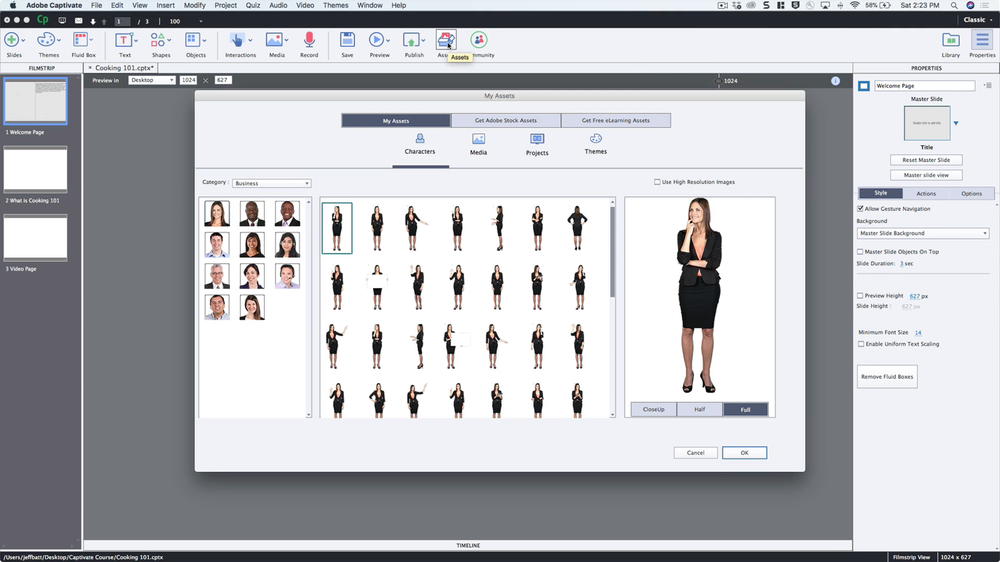 Adobe Captivate File Edit View Insert Modify Project Quiz Audio Video Themes Window Help 58% Sat 2:23 PM
Cp 1 / 3 100 Classic
Slides Themes Fluid Box Text Shapes Objects Interactions Media Record Save Preview Publish Library Properties
Assets
FILMSTRIP × Cooking 101.cptx* PROPERTIES
Preview in Desktop 1024 × 627 1024
Welcome Page
My Assets
Master Slide
My Assets Get Adobe Stock Assets Get Free eLearning Assets
Double click to add title
1 Welcome Page
Characters Media Projects Themes
Title
Reset Master Slide
Master slide view
Category : Business Use High Resolution Images
Style Actions Options
2 What is Cooking 101
Allow Gesture Navigation
Background
Master Slide Background
Master Slide Objects On Top
Slide Duration: 3 sec
3 Video Page
Preview Height 627 px
Slide Height : 627 px
Minimum Font Size 14
Enable Uniform Text Scaling
Remove Fluid Boxes
CloseUp Half Full
Cancel OK
TIMELINE
/Users/jeffbatt/Desktop/Captivate Course/Cooking 101.cptx Filmstrip View 1024 x 627